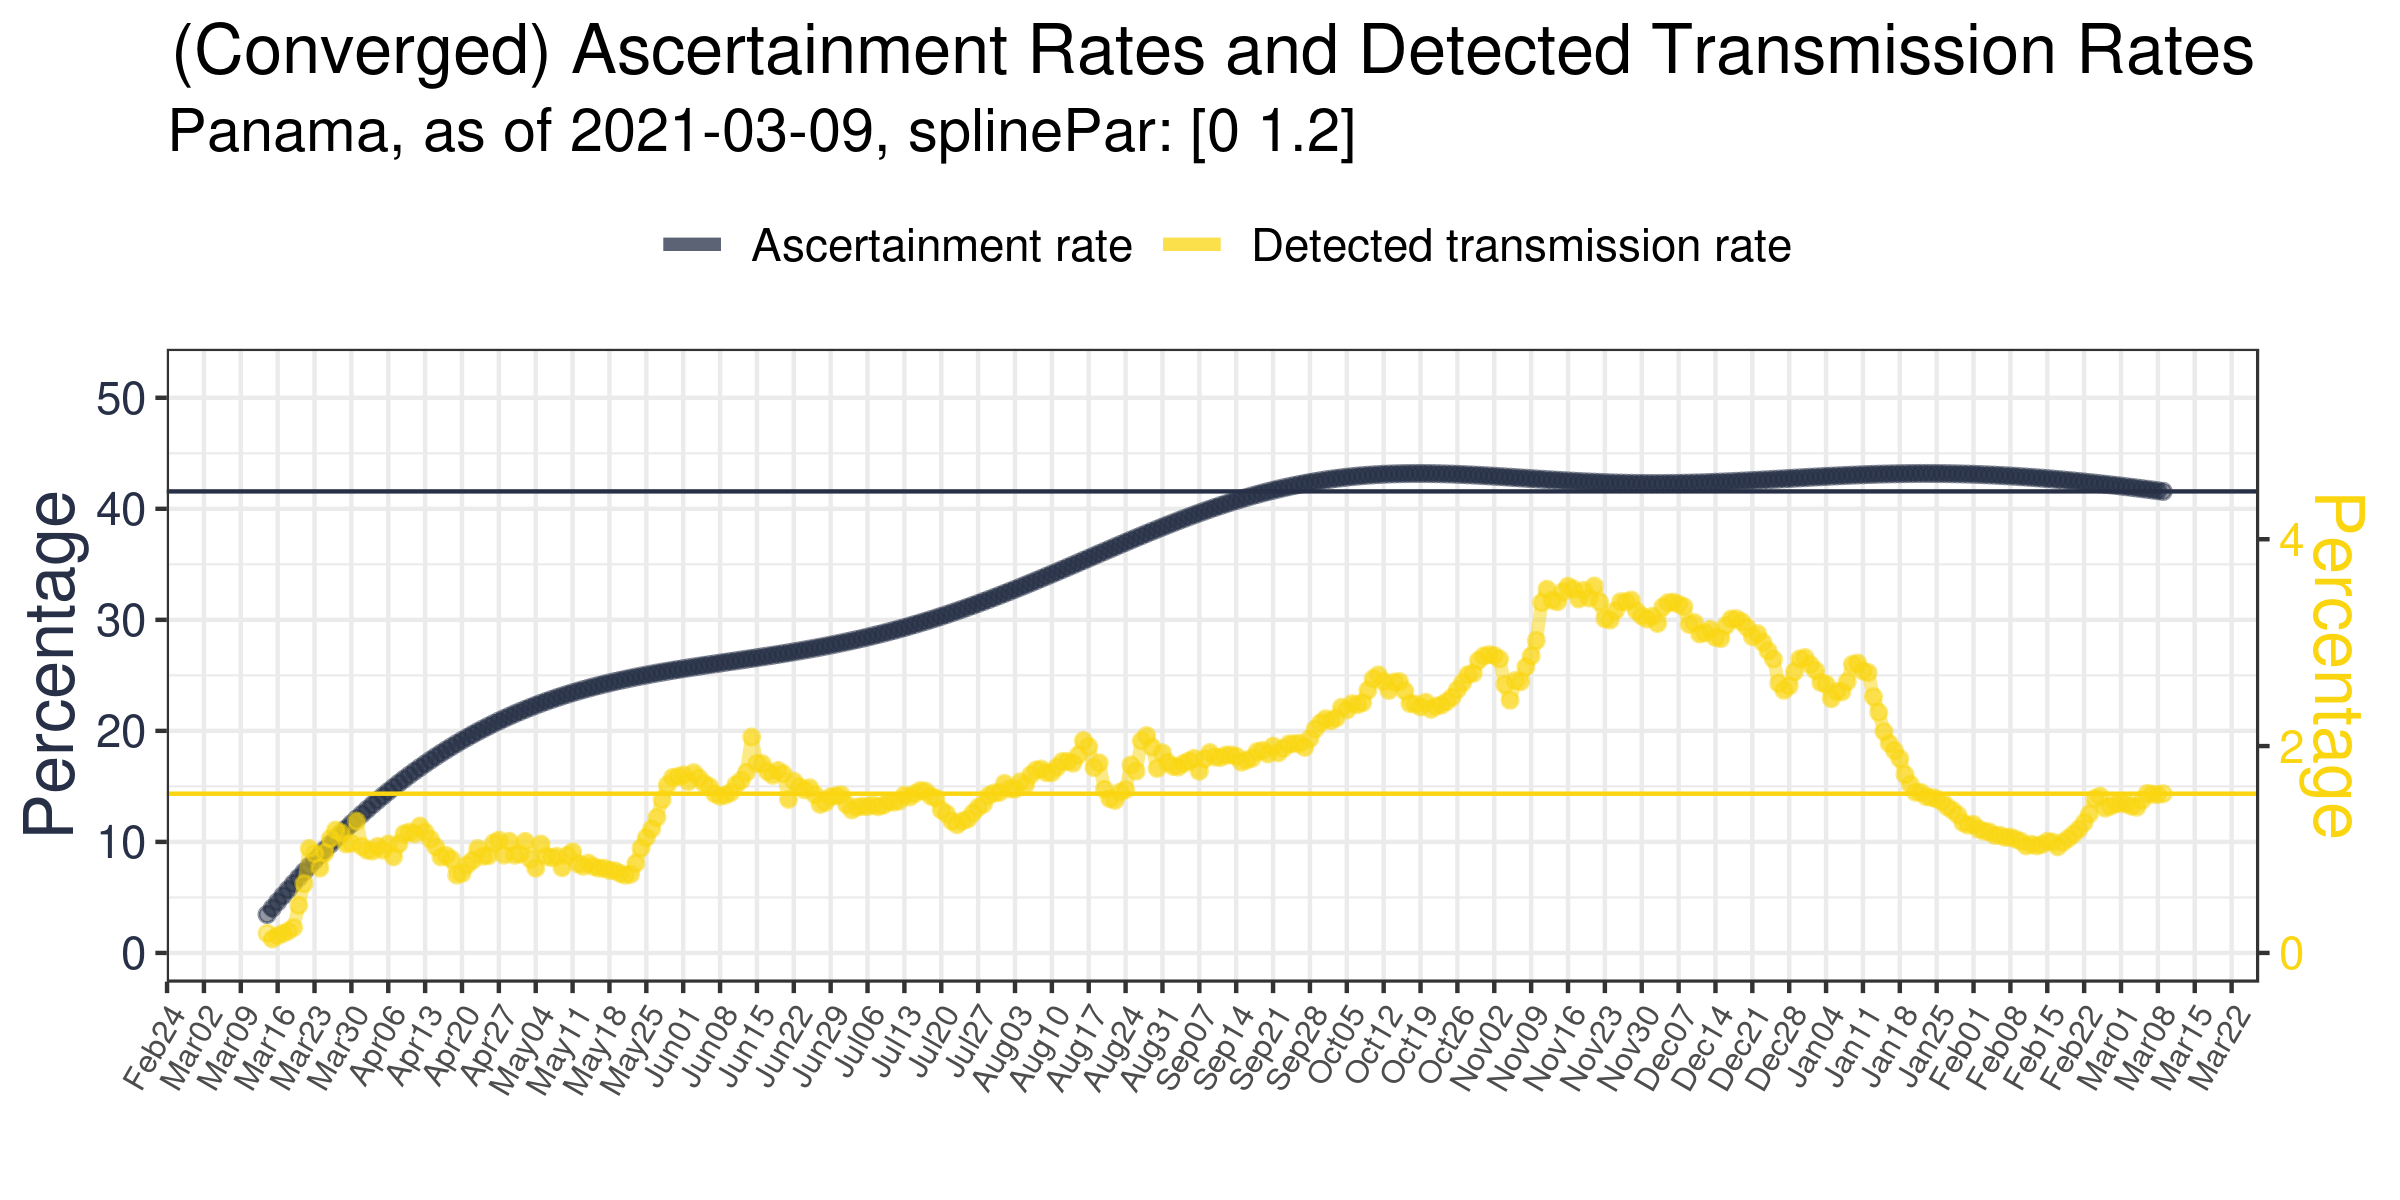 (Converged) Ascertainment Rates and Detected Transmission Rates
Panama, as of 2021-03-09, splinePar: [0 1.2]
Ascertainment rate
Detected transmission rate
Percentage
50
40
30
20
10
0
Percentage
4
2
0
Feb24
Mar02
Mar09
Mar16
Mar23
Mar30
Apr06
Apr13
Apr20
Apr27
May04
May11
May18
May25
Jun01
Jun08
Jun15
Jun22
Jun29
Jul06
Jul13
Jul20
Jul27
Aug03
Aug10
Aug17
Aug24
Aug31
Sep07
Sep14
Sep21
Sep28
Oct05
Oct12
Oct19
Oct26
Nov02
Nov09
Nov16
Nov23
Nov30
Dec07
Dec14
Dec21
Dec28
Jan04
Jan11
Jan18
Jan25
Feb01
Feb08
Feb15
Feb22
Mar01
Mar08
Mar15
Mar22